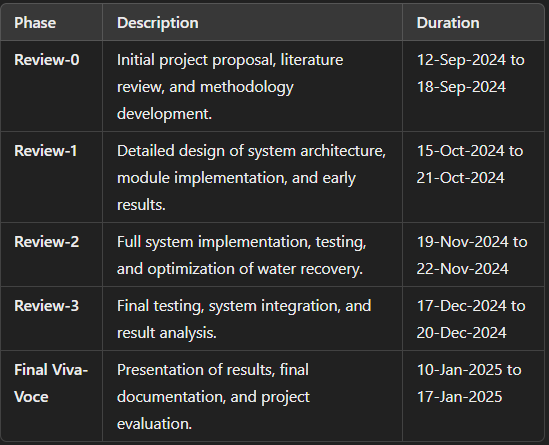 Phase Description Duration
Review-0 Initial project proposal, literature 12-Sep-2024 to
review, and methodology 18-Sep-2024
development.
Review-1 Detailed design of system architecture, 15-Oct-2024 to
module implementation, and early 21-Oct-2024
results.
Review-2 Full system implementation, testing, 19-Nov-2024 to
and optimization of water recovery. 22-Nov-2024
Review-3 Final testing, system integration, and 17-Dec-2024 to
result analysis. 20-Dec-2024
Final Viva- Presentation of results, final 10-Jan-2025 to
Voce documentation, and project 17-Jan-2025
evaluation.